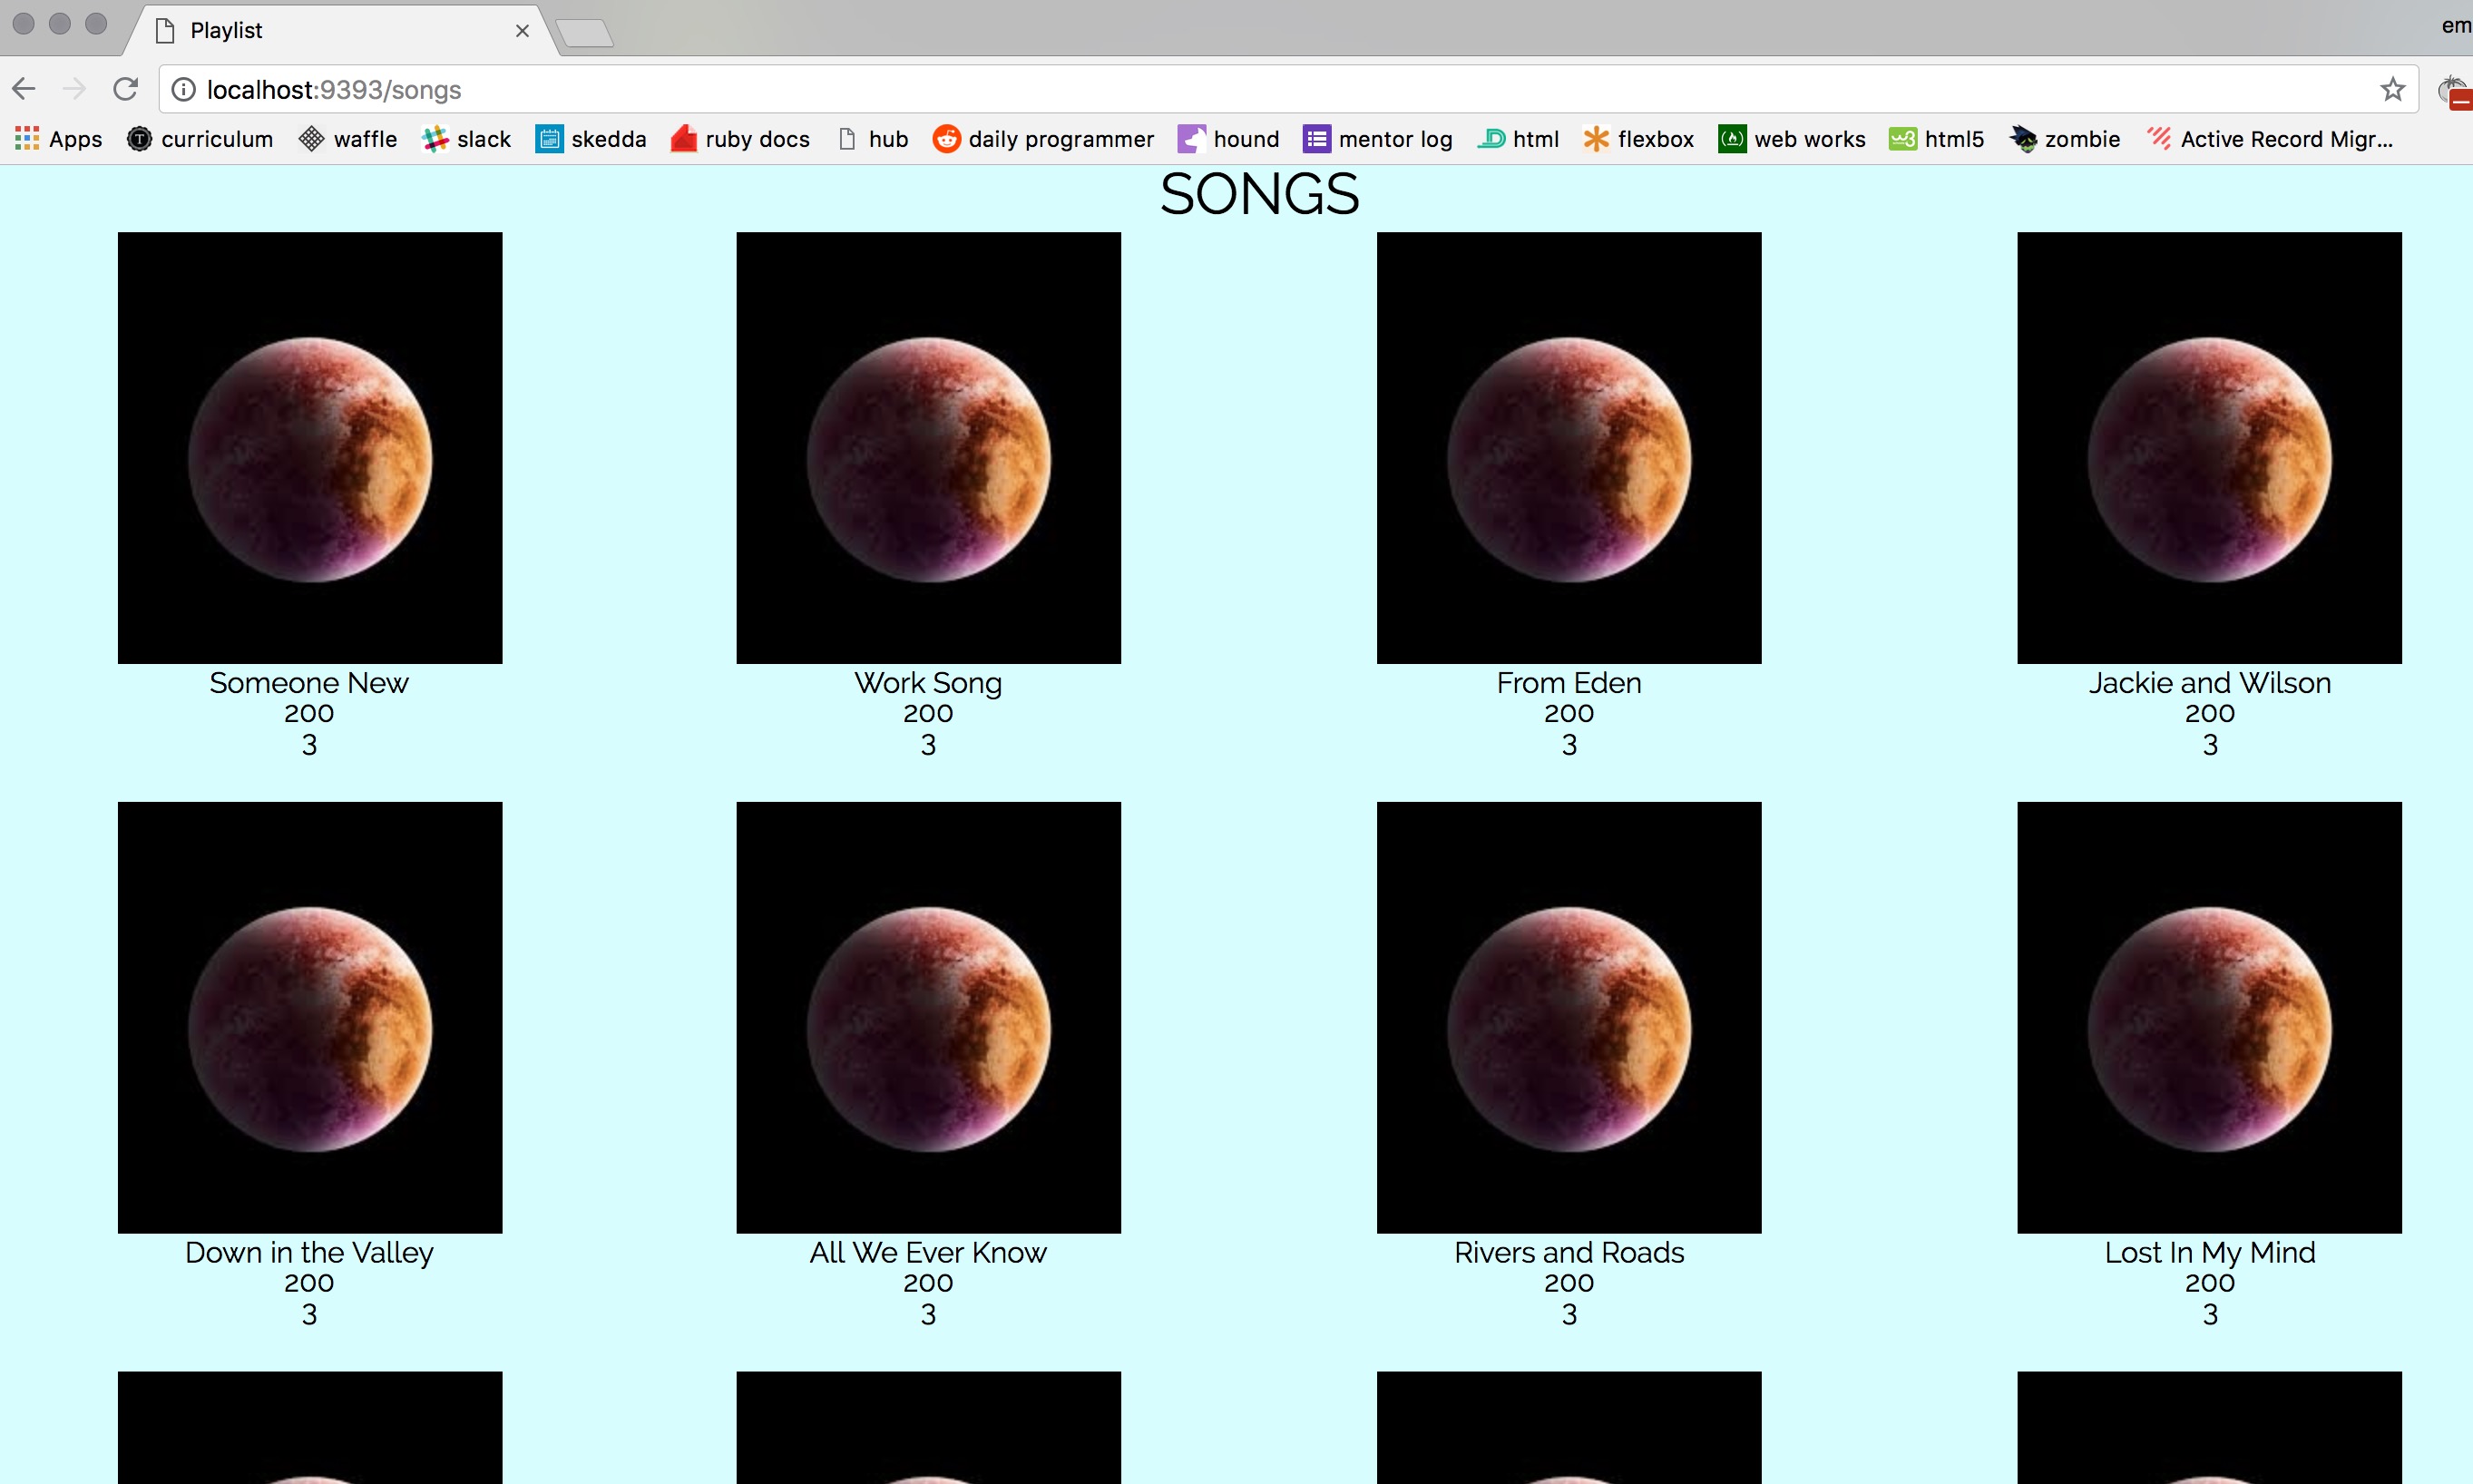 Playlist
em
localhost:9393/songs
Apps curriculum waffle slack skedda ruby docs hub daily programmer hound mentor log html flexbox web works html5 zombie Active Record Migr...
SONGS
Someone New Work Song From Eden Jackie and Wilson
200 200 200 200
3 3 3 3
Down in the Valley All We Ever Know Rivers and Roads Lost In My Mind
200 200 200 200
3 3 3 3